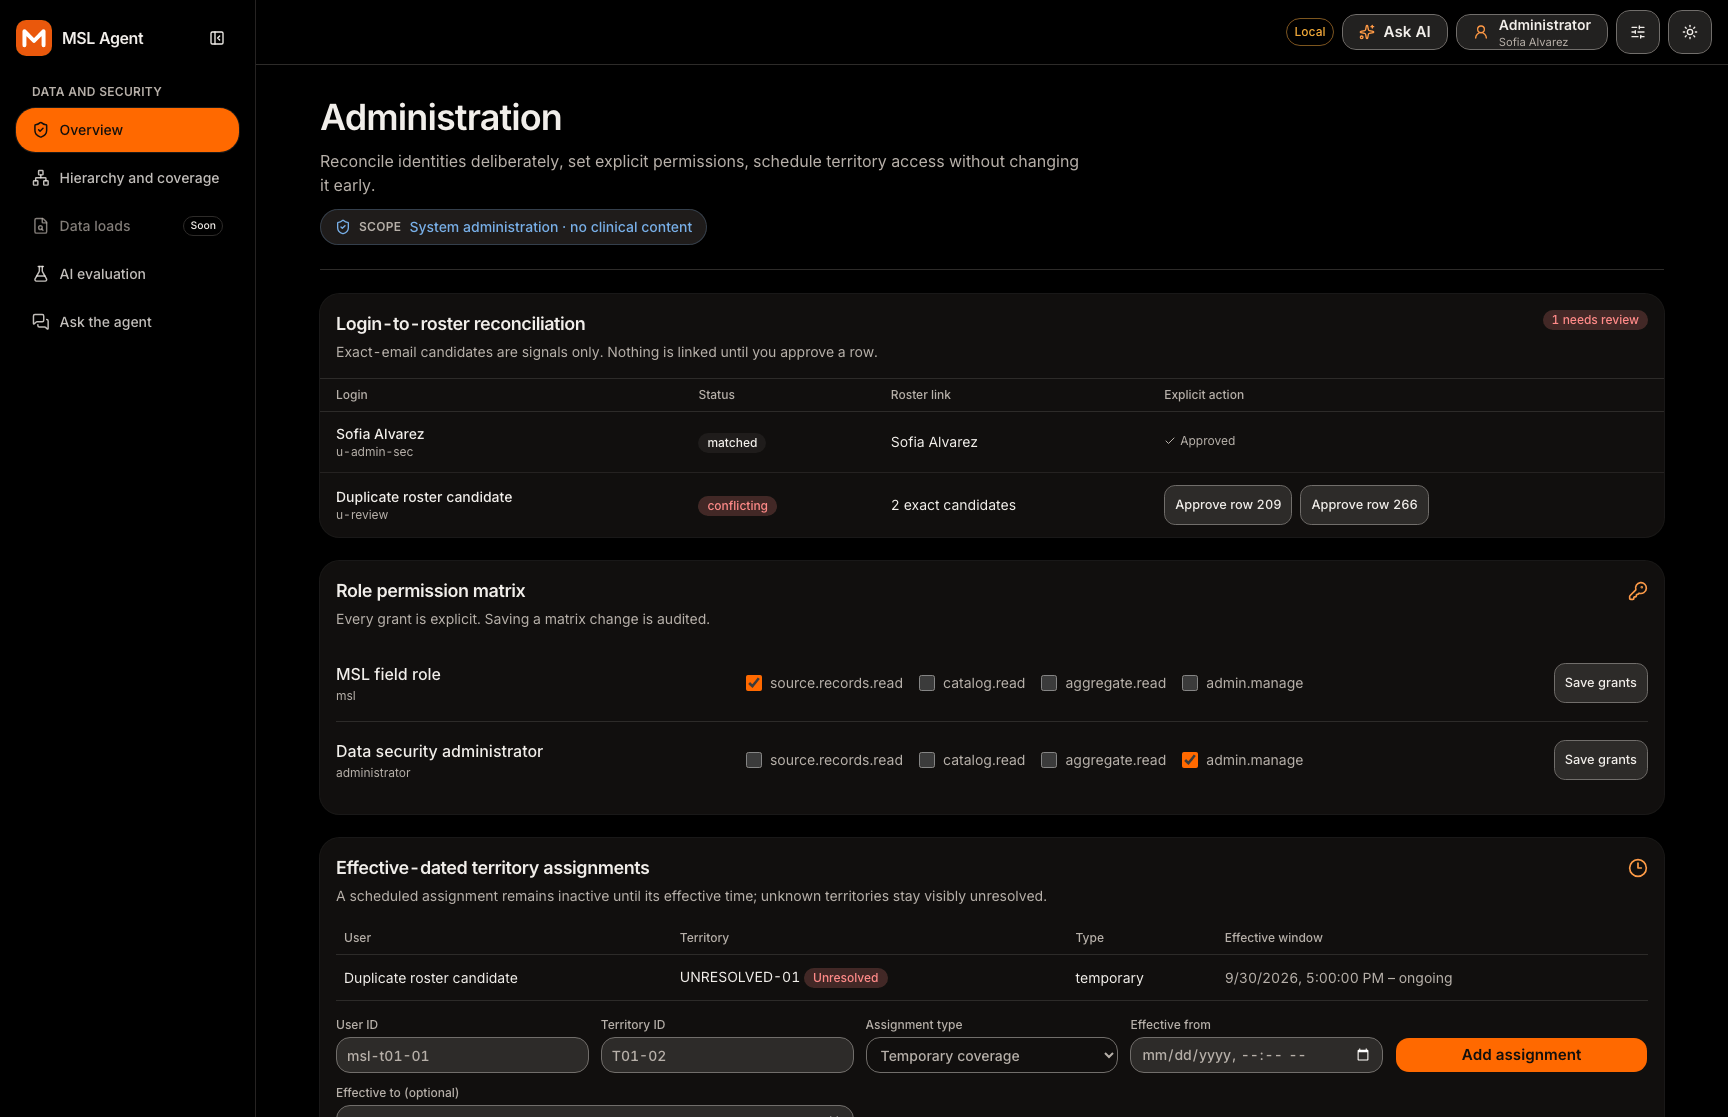 MSL Agent
Local
Ask AI
Administrator
Sofia Alvarez
DATA AND SECURITY
Overview
Hierarchy and coverage
Data loads Soon
AI evaluation
Ask the agent
Administration
Reconcile identities deliberately, set explicit permissions, schedule territory access without changing
it early.
SCOPE System administration · no clinical content
Login-to-roster reconciliation
1 needs review
Exact-email candidates are signals only. Nothing is linked until you approve a row.
Login Status Roster link Explicit action
Sofia Alvarez
u-admin-sec
matched
Sofia Alvarez
Approved
Duplicate roster candidate
u-review
conflicting
2 exact candidates
Approve row 209
Approve row 266
Role permission matrix
Every grant is explicit. Saving a matrix change is audited.
MSL field role
msl
source.records.read catalog.read aggregate.read admin.manage
Save grants
Data security administrator
administrator
source.records.read catalog.read aggregate.read admin.manage
Save grants
Effective-dated territory assignments
A scheduled assignment remains inactive until its effective time; unknown territories stay visibly unresolved.
User Territory Type Effective window
Duplicate roster candidate UNRESOLVED-01 Unresolved temporary 9/30/2026, 5:00:00 PM – ongoing
User ID Territory ID Assignment type Effective from
msl-t01-01 T01-02 Temporary coverage mm/dd/yyyy, --:-- -- Add assignment
Effective to (optional)